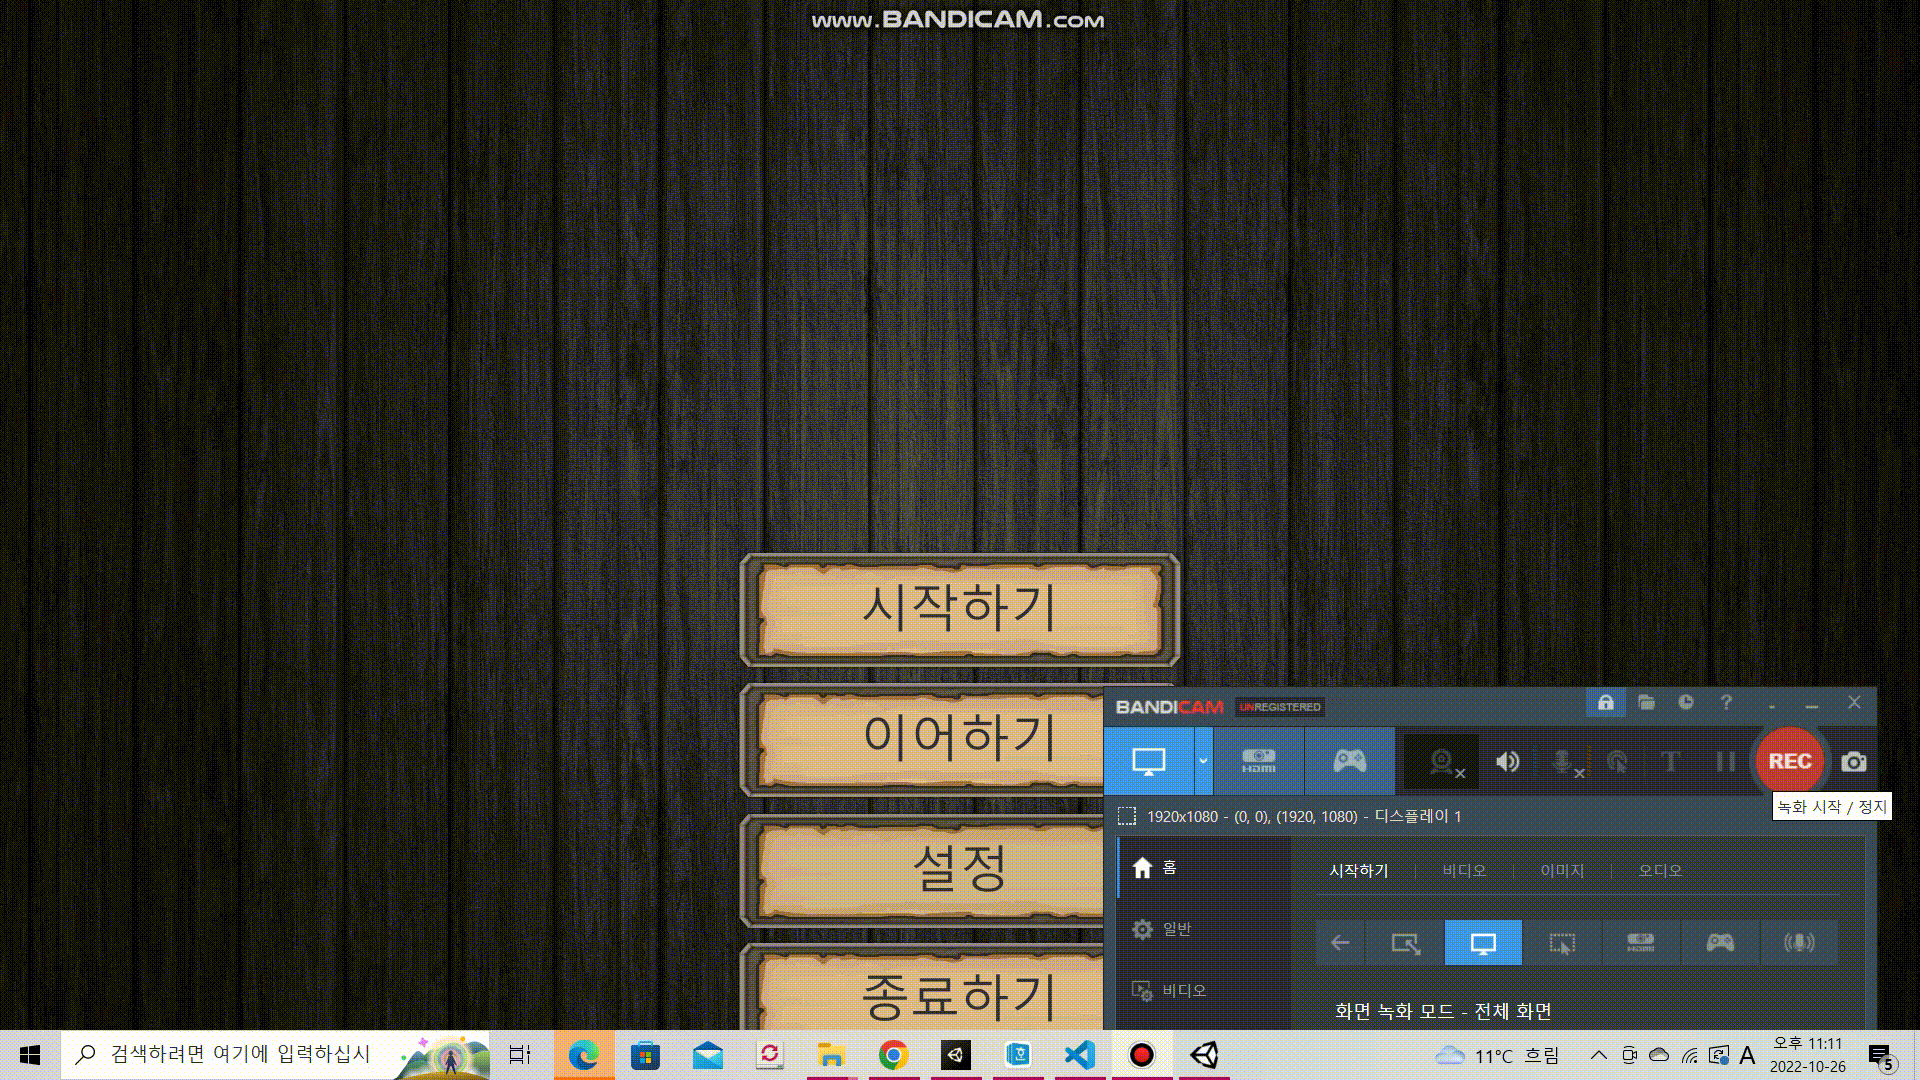 www.BANDICAM.com
시작하기
이어하기
설정
종료하기
BANDICAM UNREGISTERED
HDMI
T
REC
녹화 시작 / 정지
1920x1080 - (0, 0), (1920, 1080) - 디스플레이 1
홈
일반
비디오
시작하기 비디오 이미지 오디오
HDMI
화면 녹화 모드 - 전체 화면
검색하려면 여기에 입력하십시
11°C 흐림
A
오후 11:11
2022-10-26
5